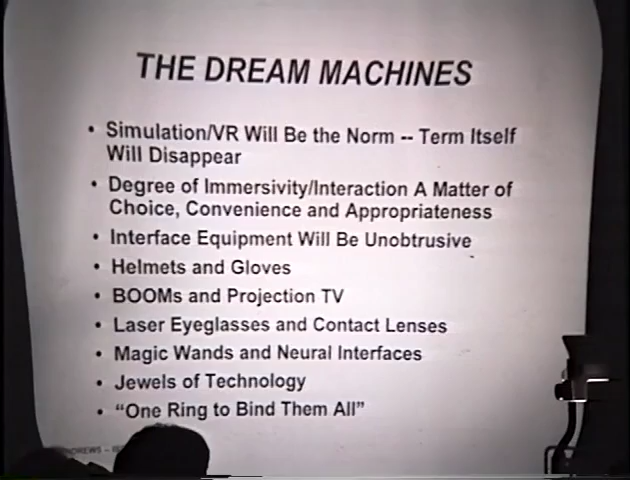 THE DREAM MACHINES
• Simulation/VR Will Be the Norm -- Term Itself
Will Disappear
• Degree of Immersivity/Interaction A Matter of
Choice, Convenience and Appropriateness
• Interface Equipment Will Be Unobtrusive
• Helmets and Gloves
• BOOMs and Projection TV
• Laser Eyeglasses and Contact Lenses
• Magic Wands and Neural Interfaces
• Jewels of Technology
• “One Ring to Bind Them All”